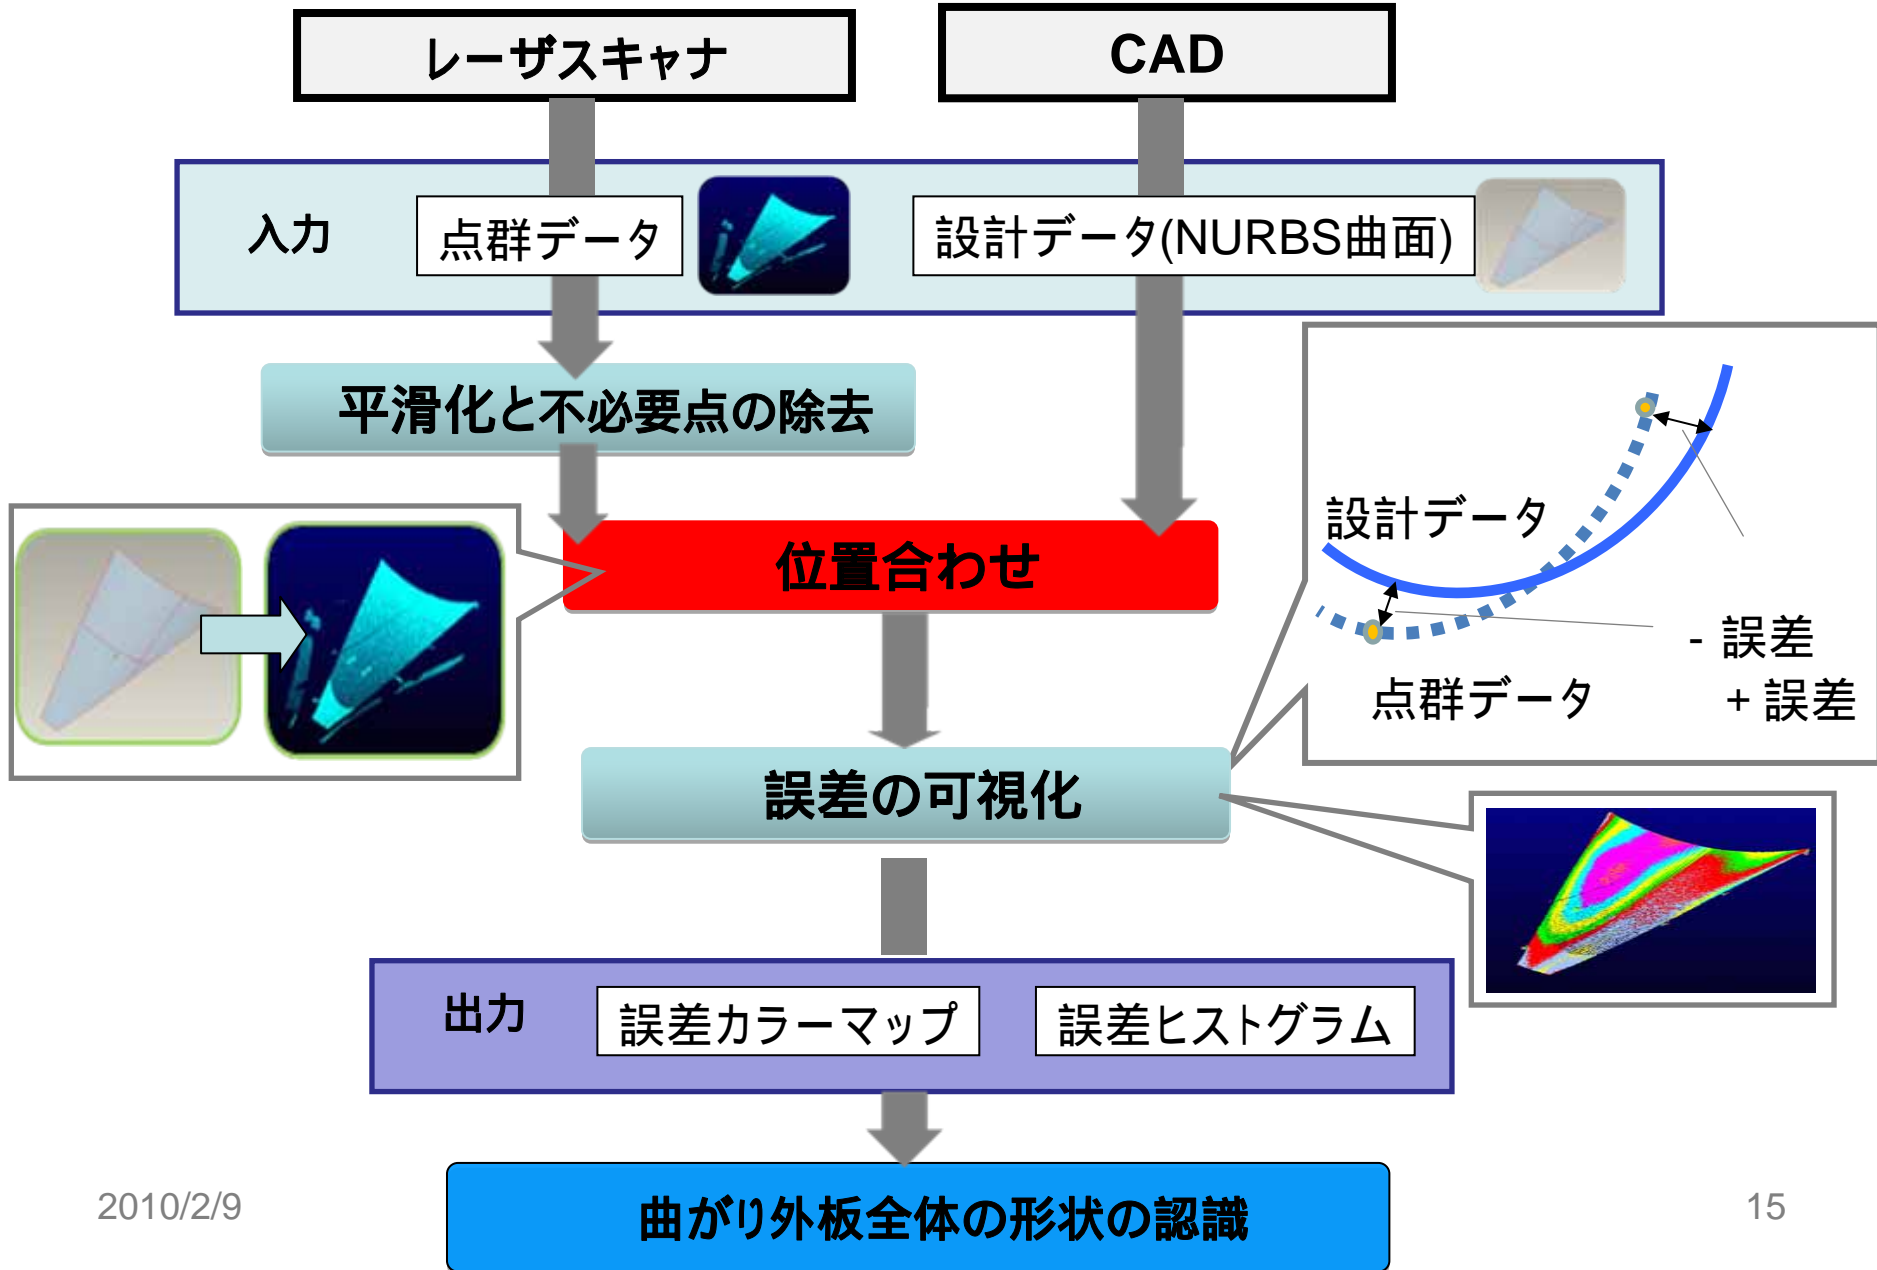 レーザスキャナ
CAD
入力
点群データ
設計データ(NURBS曲面)
平滑化と不必要点の除去
位置合わせ
設計データ
- 誤差
点群データ
+ 誤差
誤差の可視化
出力
誤差カラーマップ
誤差ヒストグラム
曲がり外板全体の形状の認識
2010/2/9
15